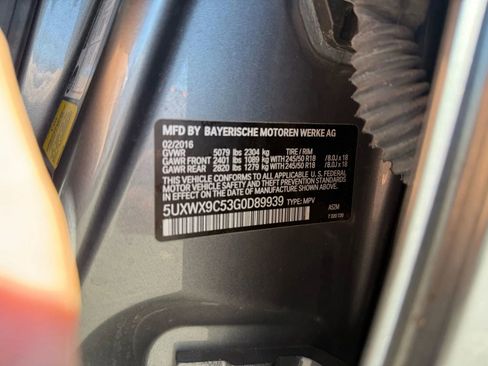 MFD BY BAYERISCHE MOTOREN WERKE AG
02/2016
GVWR 5079 lbs 2304 kg TIRE / RIM
GAWR FRONT 2401 lbs 1089 kg WITH 245/50 R18 / 8.0J x 18
GAWR REAR 2820 lbs 1279 kg WITH 245/50 R18 / 8.0J x 18
THIS VEHICLE CONFORMS TO ALL APPLICABLE U.S. FEDERAL
MOTOR VEHICLE SAFETY
THEFT PREVENTION STANDARDS IN EFFECT
ON THE DATE OF MANUFACTURE SHOWN ABOVE.
5UXWX9C53G0D89939 TYPE: MPV